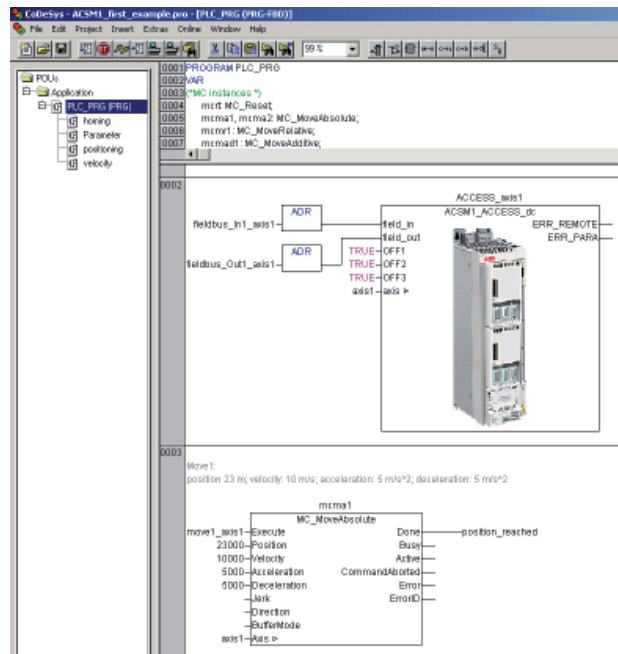 CoDeSys - ACSM1_first_example.pro - [PLC_PRG (PRG-FBD)]
File Edit Project Insert Extras Online Window Help
99 %
POUs
Application
PLC_PRG (PRG)
homing
Parameter
positioning
velocity
0001 PROGRAM PLC_PRG
0002 VAR
0003 (*MC instances *)
0004 mcrt: MC_Reset;
0005 mcma1, mcma2: MC_MoveAbsolute;
0006 mcmr1: MC_MoveRelative;
0007 mcmad1: MC_MoveAdditive;
0002
ACCESS_axis1
ADR
ACSM1_ACCESS_dc
fieldbus_In1_axis1 field_in ERR_REMOTE
field_out ERR_PARA
ADR
TRUE OFF1
fieldbus_Out1_axis1 TRUE OFF2
TRUE OFF3
axis1 axis
ABB
0003
Move1:
position 23 m; velocity: 10 m/s; acceleration: 5 m/s^2; deceleration: 5 m/s^2
mcma1
MC_MoveAbsolute
move1_axis1 Execute Done position_reached
23000 Position Busy
10000 Velocity Active
5000 Acceleration CommandAborted
5000 Deceleration Error
Jerk ErrorID
Direction
BufferMode
axis1 Axis